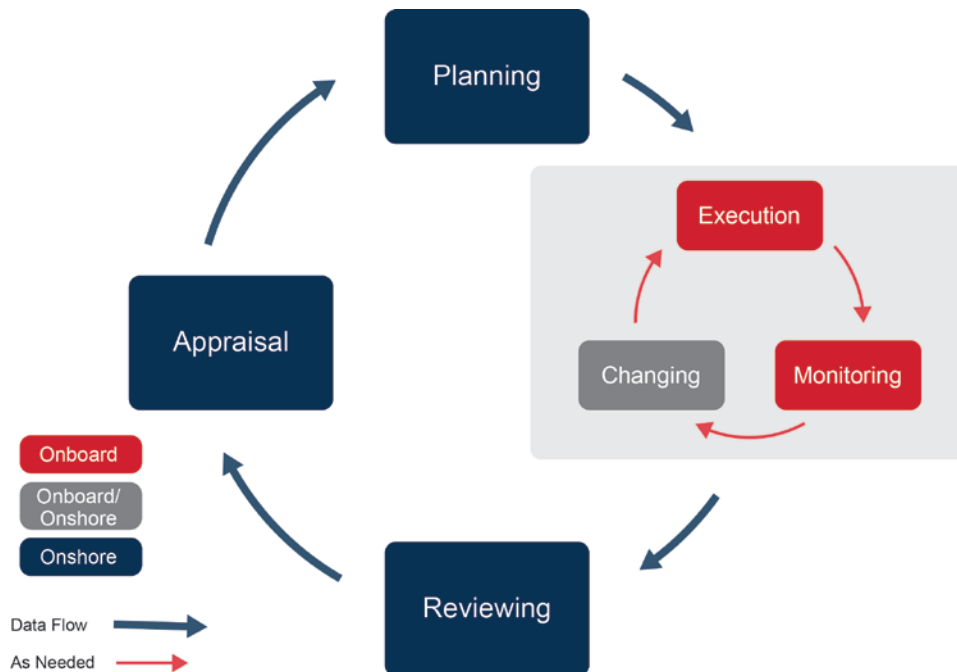 Planning
Execution
Appraisal
Changing
Monitoring
Onboard
Onboard/
Onshore
Onshore
Reviewing
Data Flow
As Needed